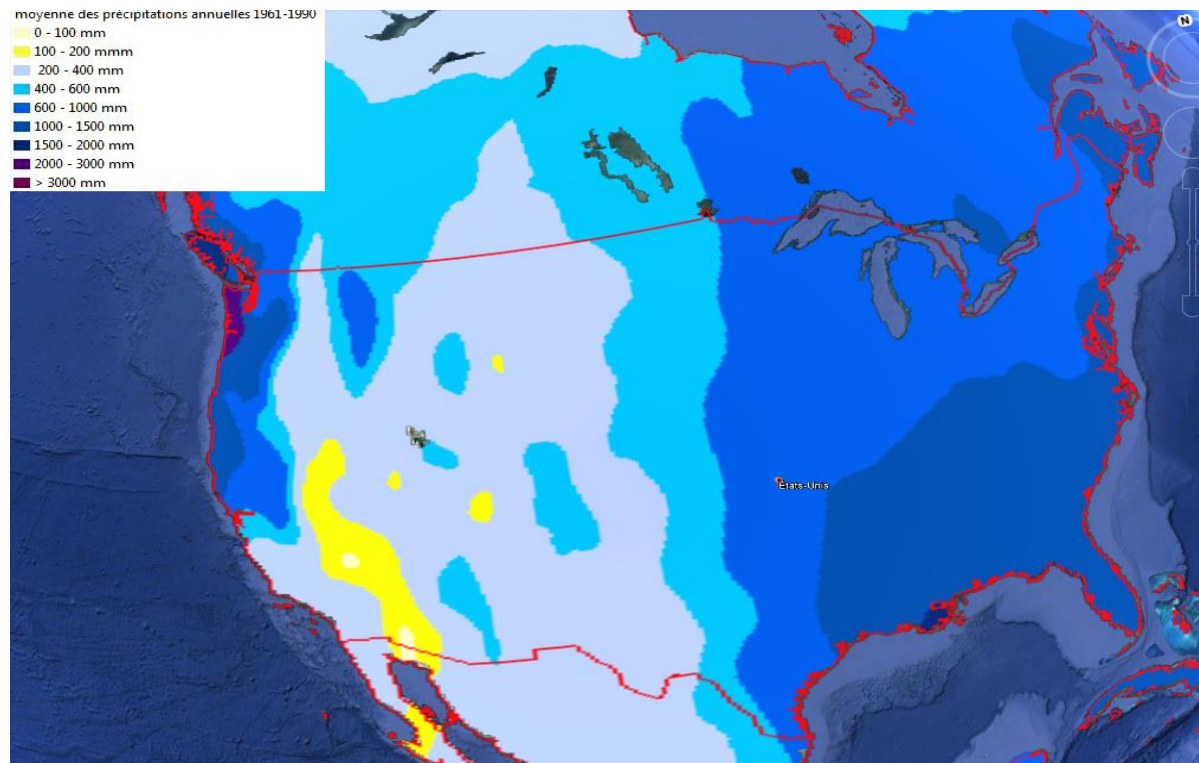 moyenne des précipitations annuelles 1961-1990
0 - 100 mm
100 - 200 mmm
200 - 400 mm
400 - 600 mm
600 - 1000 mm
1000 - 1500 mm
1500 - 2000 mm
2000 - 3000 mm
> 3000 mm
N
États-Unis